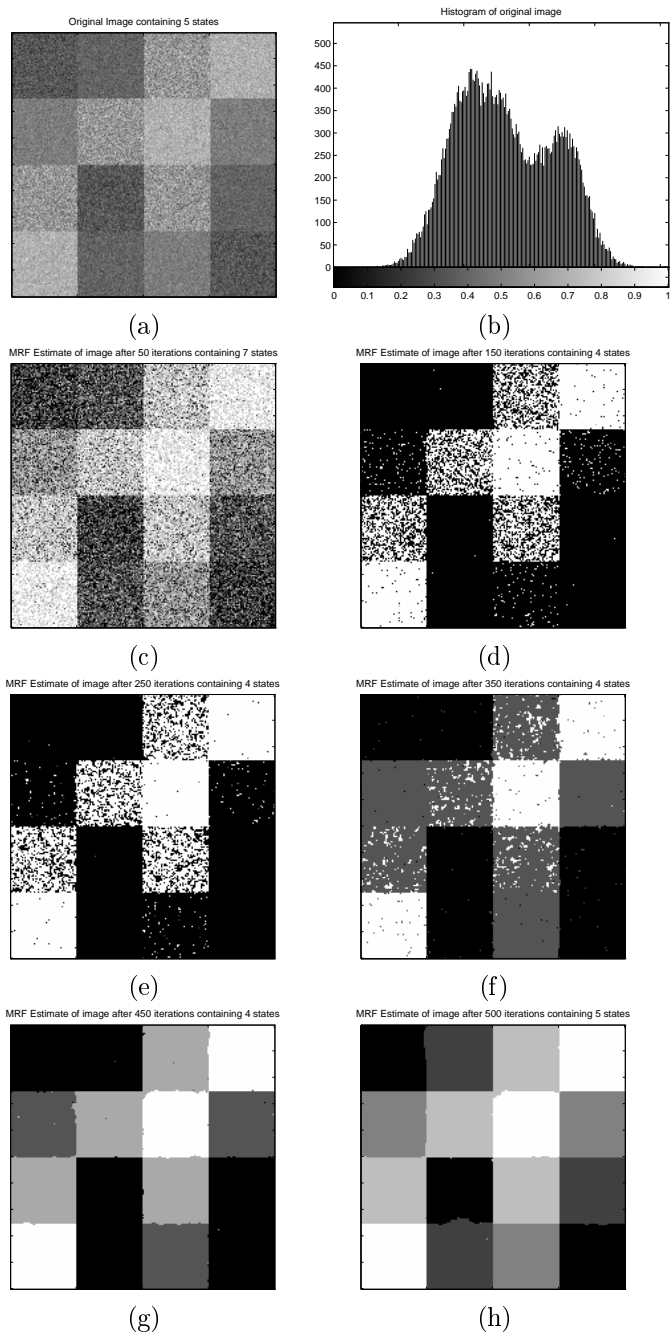 Original Image containing 5 states
Histogram of original image
500
450
400
350
300
250
200
150
100
50
0
0 0.1 0.2 0.3 0.4 0.5 0.6 0.7 0.8 0.9 1
(a)
(b)
MRF Estimate of image after 50 iterations containing 7 states
MRF Estimate of image after 150 iterations containing 4 states
(c)
(d)
MRF Estimate of image after 250 iterations containing 4 states
MRF Estimate of image after 350 iterations containing 4 states
(e)
(f)
MRF Estimate of image after 450 iterations containing 4 states
MRF Estimate of image after 500 iterations containing 5 states
(g)
(h)